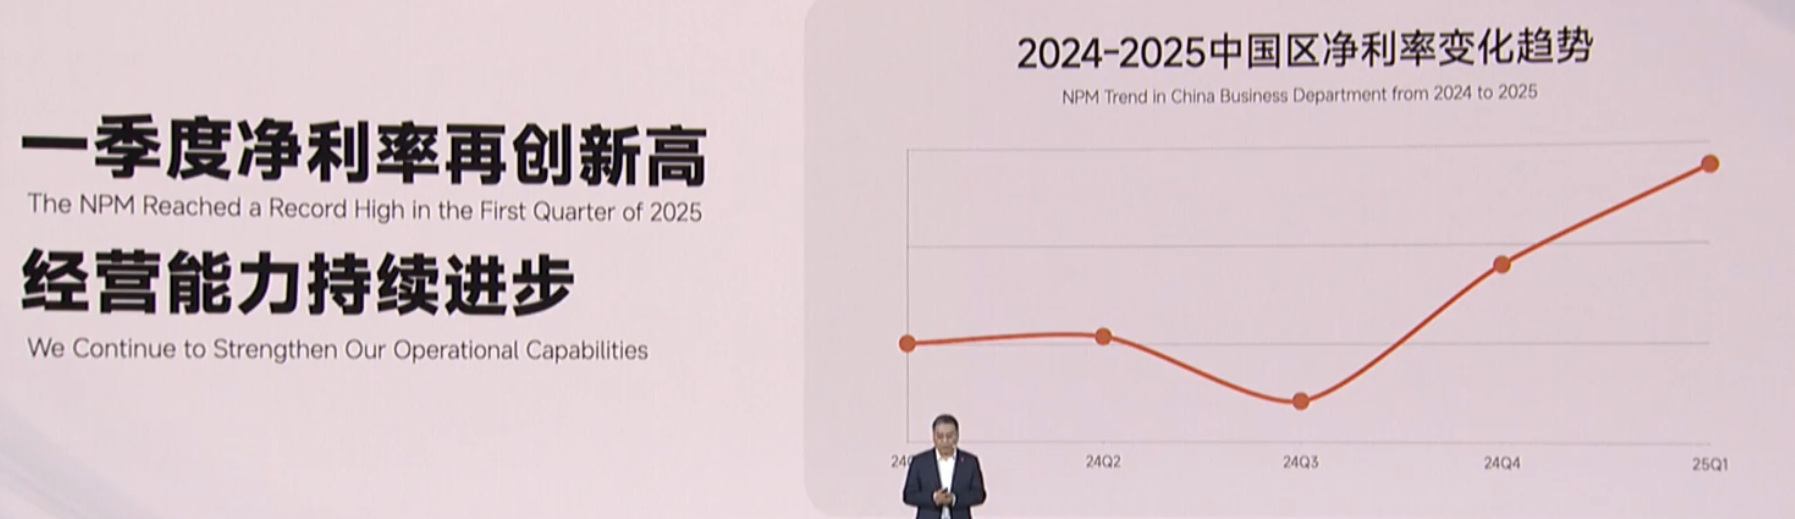 一季度净利率再创新高
The NPM Reached a Record High in the First Quarter of 2025
经营能力持续进步
We Continue to Strengthen Our Operational Capabilities
2024-2025中国区净利率变化趋势
NPM Trend in China Business Department from 2024 to 2025
24Q2 24Q3 24Q4 25Q1